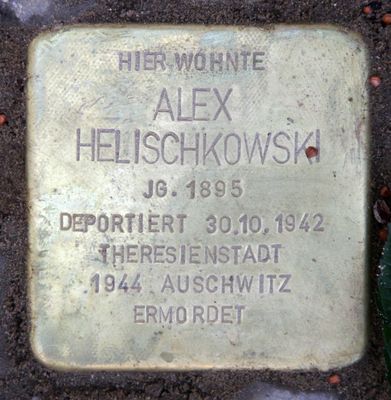 HIER WOHNTE
ALEX
HELISCHKOWSKI
JG. 1895
DEPORTIERT 30.10.1942
THERESIENSTADT
1944 AUSCHWITZ
ERMORDET